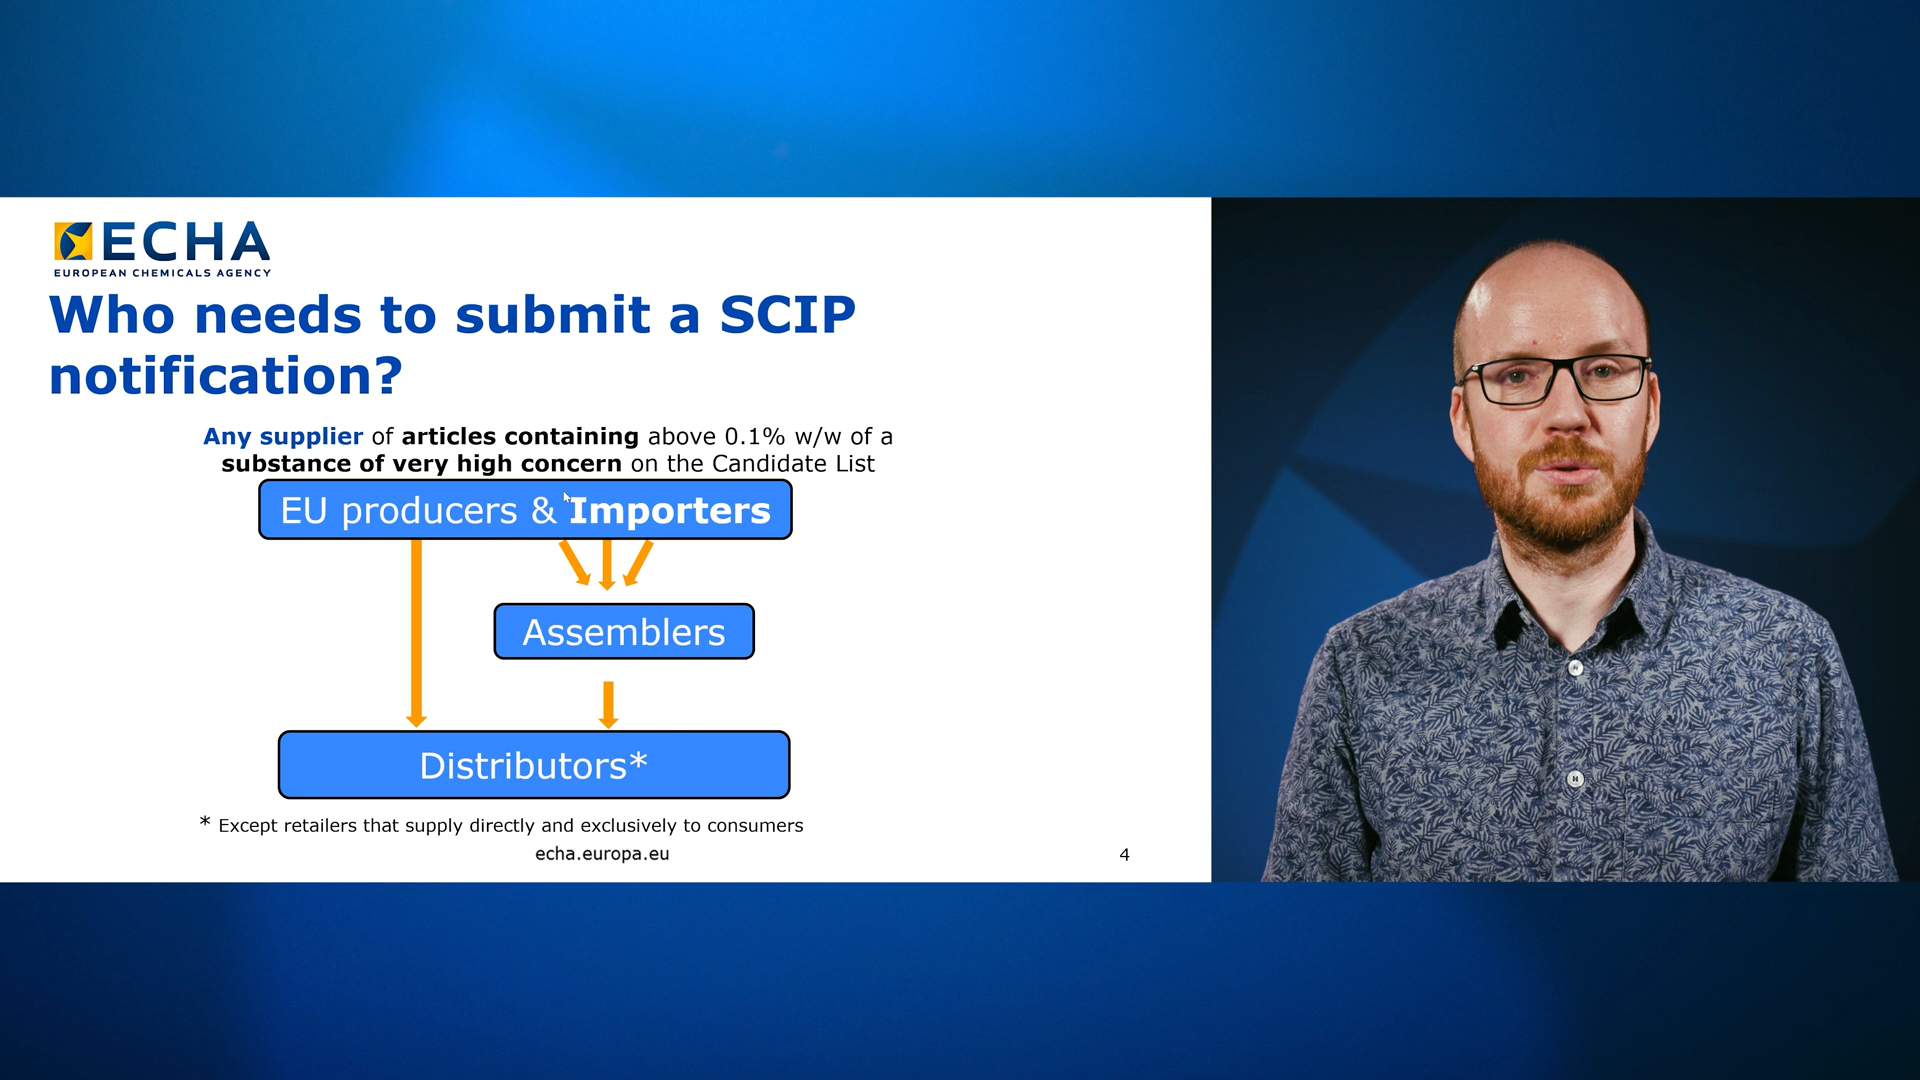 ECHA
EUROPEAN CHEMICALS AGENCY
Who needs to submit a SCIP
notification?
Any supplier of articles containing above 0.1% w/w of a
substance of very high concern on the Candidate List
EU producers & Importers
Assemblers
Distributors*
* Except retailers that supply directly and exclusively to consumers
echa.europa.eu
4